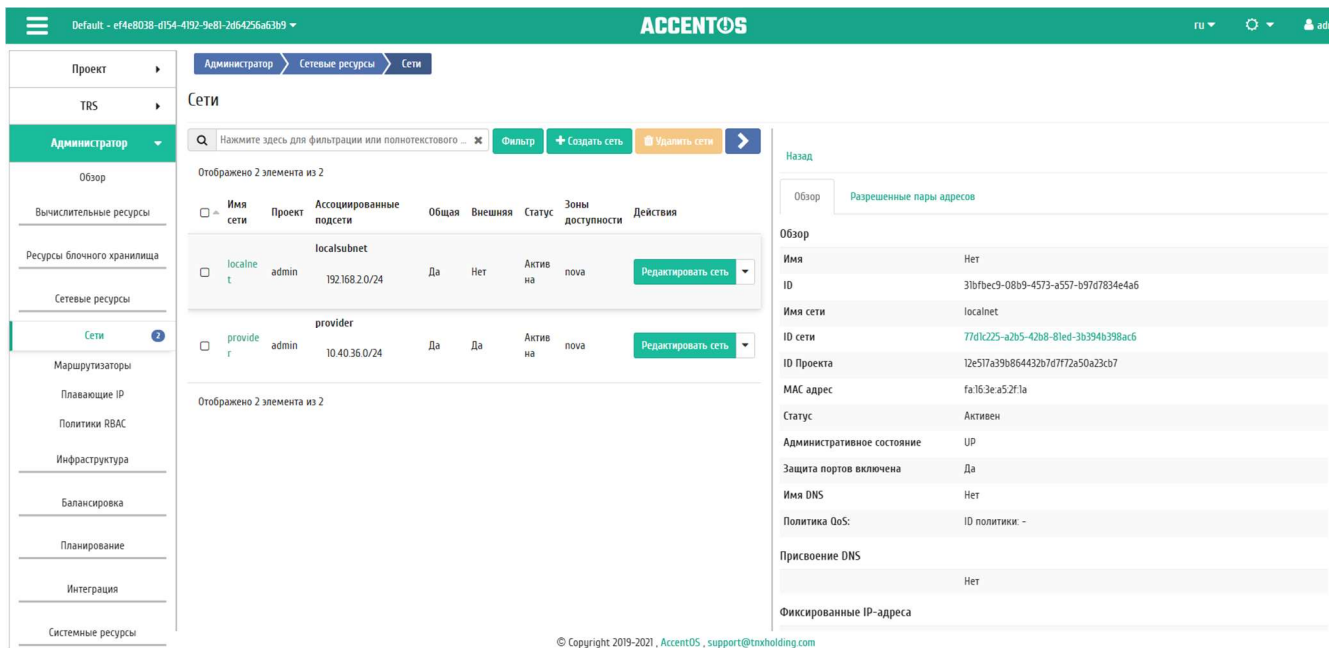 Default - ef4e8038-d154-4192-9e81-2d64256a63b9
ACCENTOS
ru
Проект
TRS
Администратор
Обзор
Вычислительные ресурсы
Ресурсы блочного хранилища
Сетевые ресурсы
Сети 2
Маршрутизаторы
Плавающие IP
Политики RBAC
Инфраструктура
Балансировка
Планирование
Интеграция
Системные ресурсы
Администратор Сетевые ресурсы Сети
Сети
Нажмите здесь для фильтрации или полнотекстового ... Фильтр Создать сеть Удалить сети
Отображено 2 элемента из 2
Имя сети Проект Ассоциированные подсети Общая Внешняя Статус Зоны доступности Действия
localnet admin localsubnet 192.168.2.0/24 Да Нет Активна nova Редактировать сеть
provider admin provider 10.40.36.0/24 Да Да Активна nova Редактировать сеть
Отображено 2 элемента из 2
Назад
Обзор Разрешенные пары адресов
Обзор
Имя Нет
ID 31bfbec9-08b9-4573-a557-b97d7834e4a6
Имя сети localnet
ID сети 77d1c225-a2b5-42b8-81ed-3b394b398ac6
ID Проекта 12e517a39b864432b7d7f72a50a23cb7
MAC адрес fa:16:3e:a5:2f:1a
Статус Активен
Административное состояние UP
Защита портов включена Да
Имя DNS Нет
Политика QoS: ID политики: -
Присвоение DNS
Нет
Фиксированные IP-адреса
© Copyright 2019-2021 , AccentOS , support@tnxholding.com